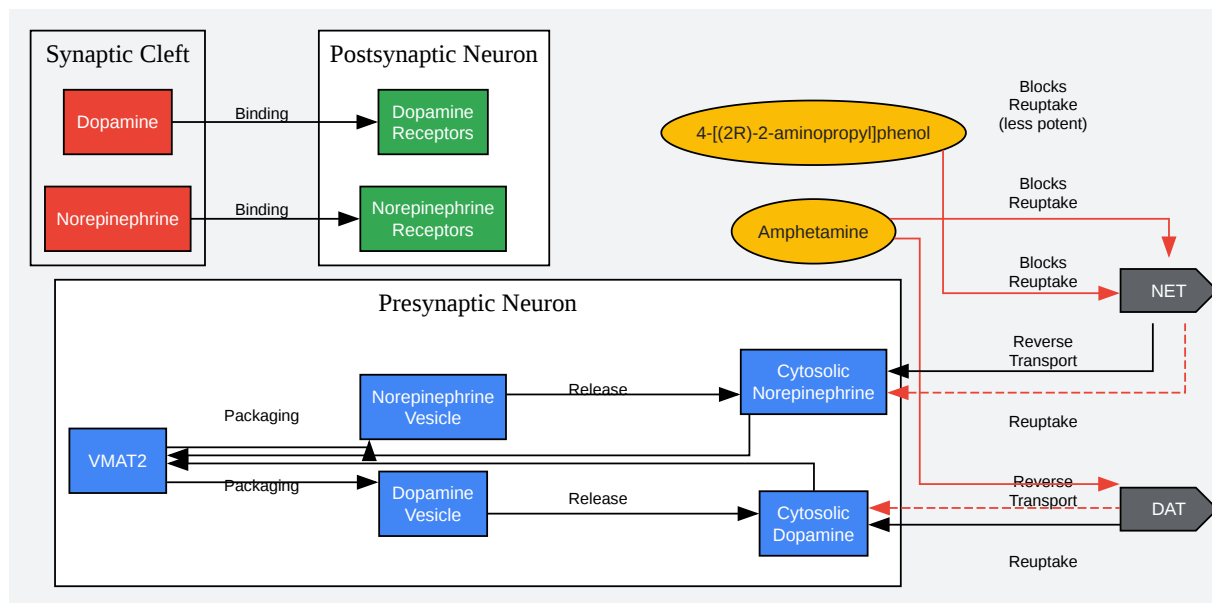 Synaptic Cleft
Postsynaptic Neuron
Dopamine
Binding
Dopamine
Receptors
Norepinephrine
Binding
Norepinephrine
Receptors
4-[(2R)-2-aminopropyl]phenol
Blocks
Reuptake
(less potent)
Amphetamine
Blocks
Reuptake
Blocks
Reuptake
NET
Reverse
Transport
Reuptake
Reverse
Transport
DAT
Reuptake
Presynaptic Neuron
Cytosolic
Norepinephrine
Release
Norepinephrine
Vesicle
Packaging
VMAT2
Packaging
Dopamine
Vesicle
Release
Cytosolic
Dopamine